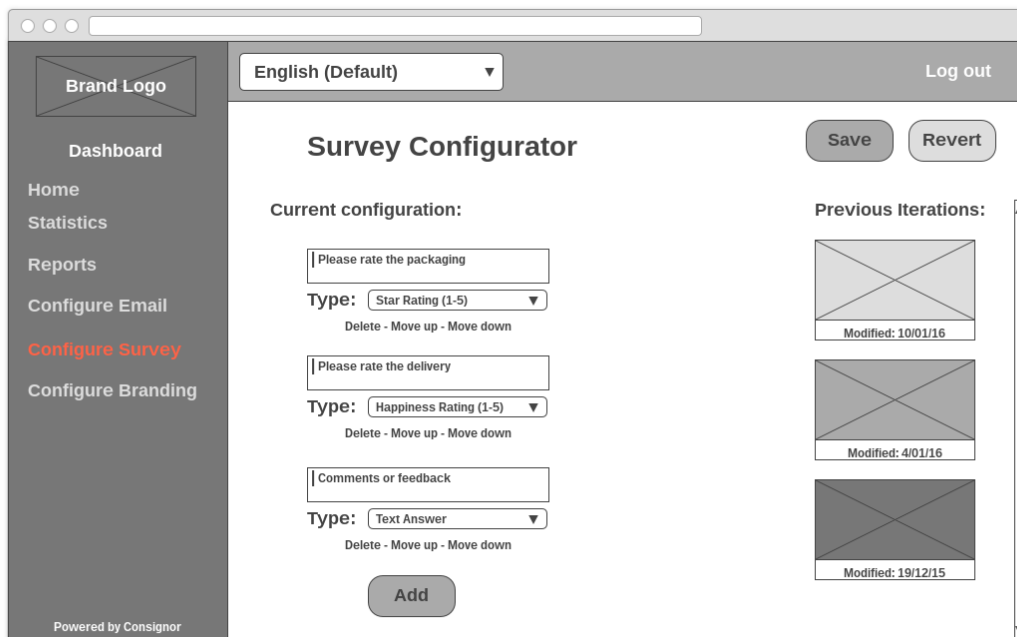 Brand Logo
English (Default)
Log out
Dashboard
Home
Statistics
Reports
Configure Email
Configure Survey
Configure Branding
Powered by Consignor
Survey Configurator
Save
Revert
Current configuration:
Please rate the packaging
Type: Star Rating (1-5)
Delete - Move up - Move down
Please rate the delivery
Type: Happiness Rating (1-5)
Delete - Move up - Move down
Comments or feedback
Type: Text Answer
Delete - Move up - Move down
Add
Previous Iterations:
Modified: 10/01/16
Modified: 4/01/16
Modified: 19/12/15